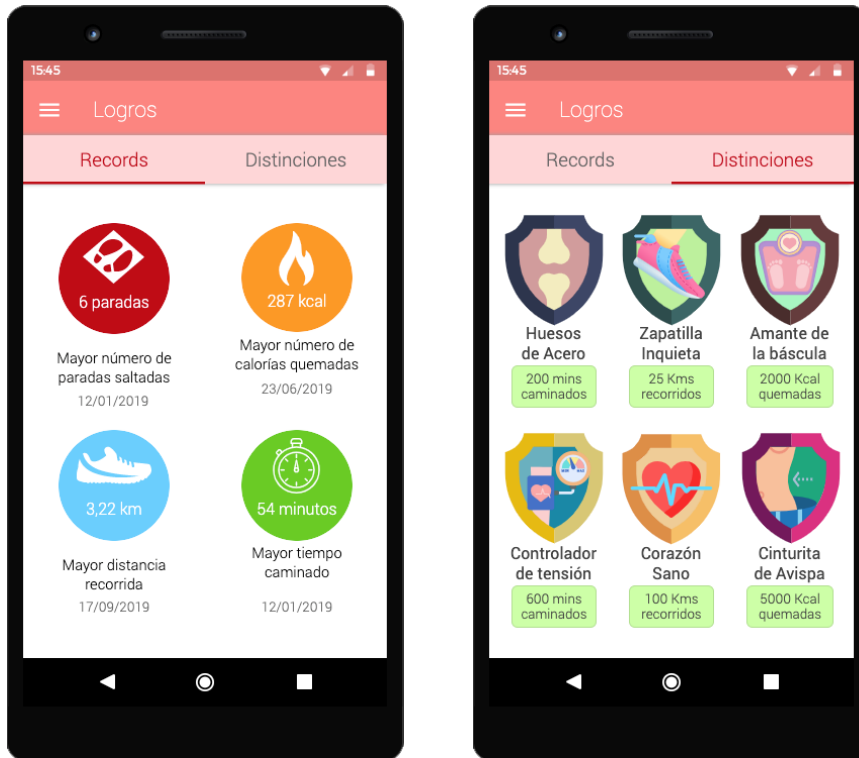 15:45
Logros
Records
Distinciones
6 paradas
287 kcal
Mayor número de
paradas saltadas
12/01/2019
Mayor número de
calorías quemadas
23/06/2019
3,22 km
54 minutos
Mayor distancia
recorrida
17/09/2019
Mayor tiempo
caminado
12/01/2019
15:45
Logros
Records
Distinciones
Huesos
de Acero
200 mins
caminados
Zapatilla
Inquieta
25 Kms
recorridos
Amante de
la báscula
2000 Kcal
quemadas
Controlador
de tensión
600 mins
caminados
Corazón
Sano
100 Kms
recorridos
Cinturita
de Avispa
5000 Kcal
quemadas